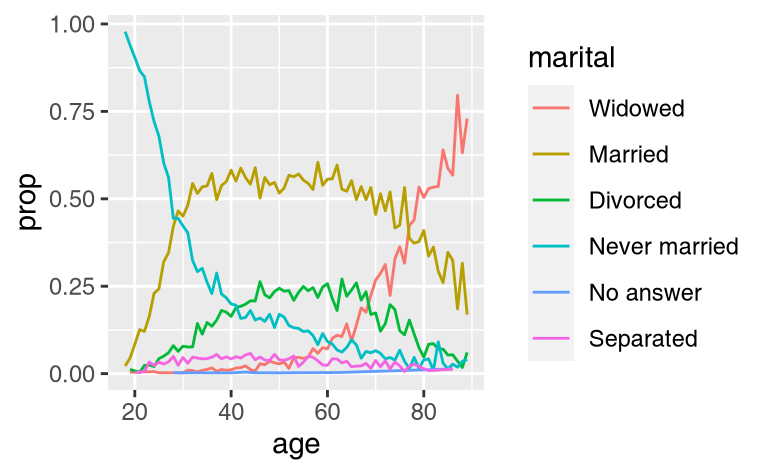 1.00
0.75
0.50
0.25
0.00
prop
20 40 60 80
age
marital
Widowed
Married
Divorced
Never married
No answer
Separated